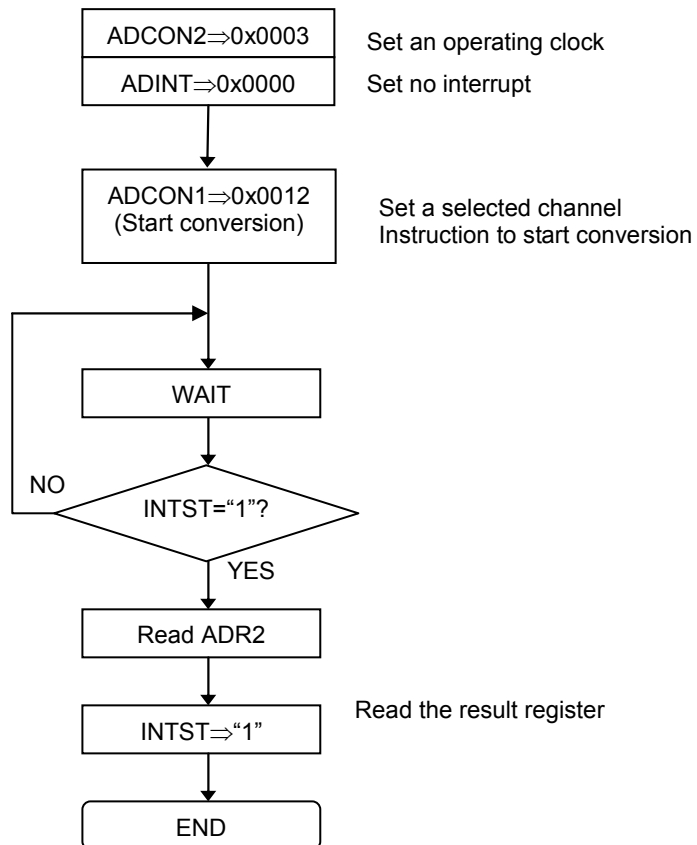 ADCON2⇒0x0003
Set an operating clock
ADINT⇒0x0000
Set no interrupt
ADCON1⇒0x0012
(Start conversion)
Set a selected channel
Instruction to start conversion
WAIT
NO
INTST=“1”?
YES
Read ADR2
Read the result register
INTST⇒“1”
END